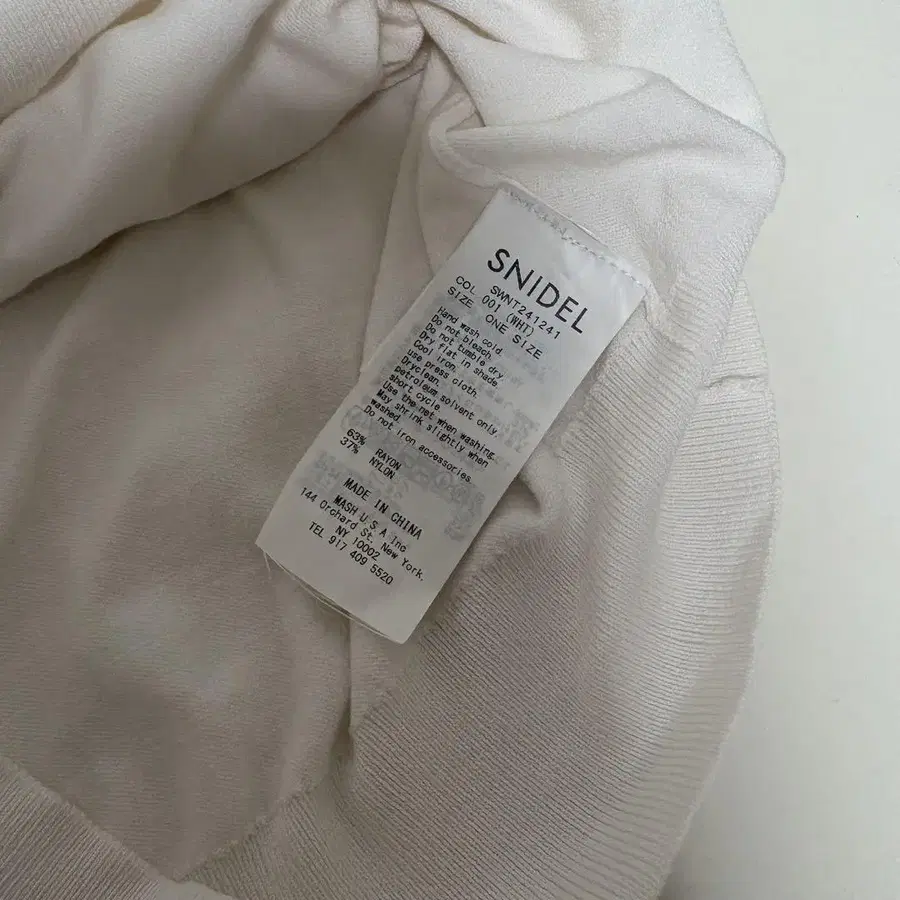 SNIDEL
SWNT241241
COL 001 (WHT)
SIZE ONE SIZE
Hand wash cold.
Do not bleach.
Do not tumble dry.
Dry flat in shade.
Cool iron.
use press cloth.
Dryclean.
petroleum solvent only.
short cycle.
Use the net when washing.
May shrink slightly when
washed.
Do not iron accessories.
63% RAYON
37% NYLON
MADE IN CHINA
MASH U.S.A Inc
144 Orchard St. New York,
NY 10002
TEL 917 409 5520